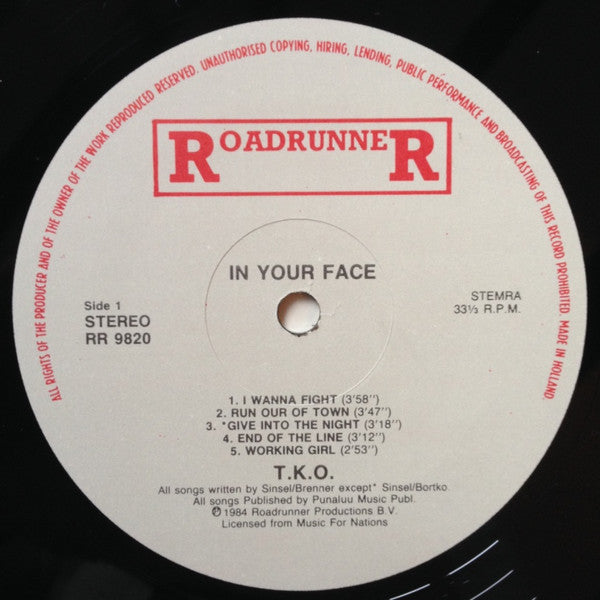 ALL RIGHTS OF THE PRODUCER AND OF THE OWNER OF THE WORK REPRODUCED RESERVED. UNAUTHORISED COPYING, HIRING, LENDING, PUBLIC PERFORMANCE AND BROADCASTING OF THIS RECORD PROHIBITED. MADE IN HOLLAND.
ROADRUNNER
IN YOUR FACE
Side 1
STEREO
RR 9820
STEMRA
33⅓ R.P.M.
1. I WANNA FIGHT (3'58")
2. RUN OUR OF TOWN (3'47")
3. *GIVE INTO THE NIGHT (3'18")
4. END OF THE LINE (3'12")
5. WORKING GIRL (2'53")
T.K.O.
All songs written by Sinsel/Brenner except* Sinsel/Bortko.
All songs Published by Punaluu Music Publ.
℗1984 Roadrunner Productions B.V.
Licensed from Music For Nations